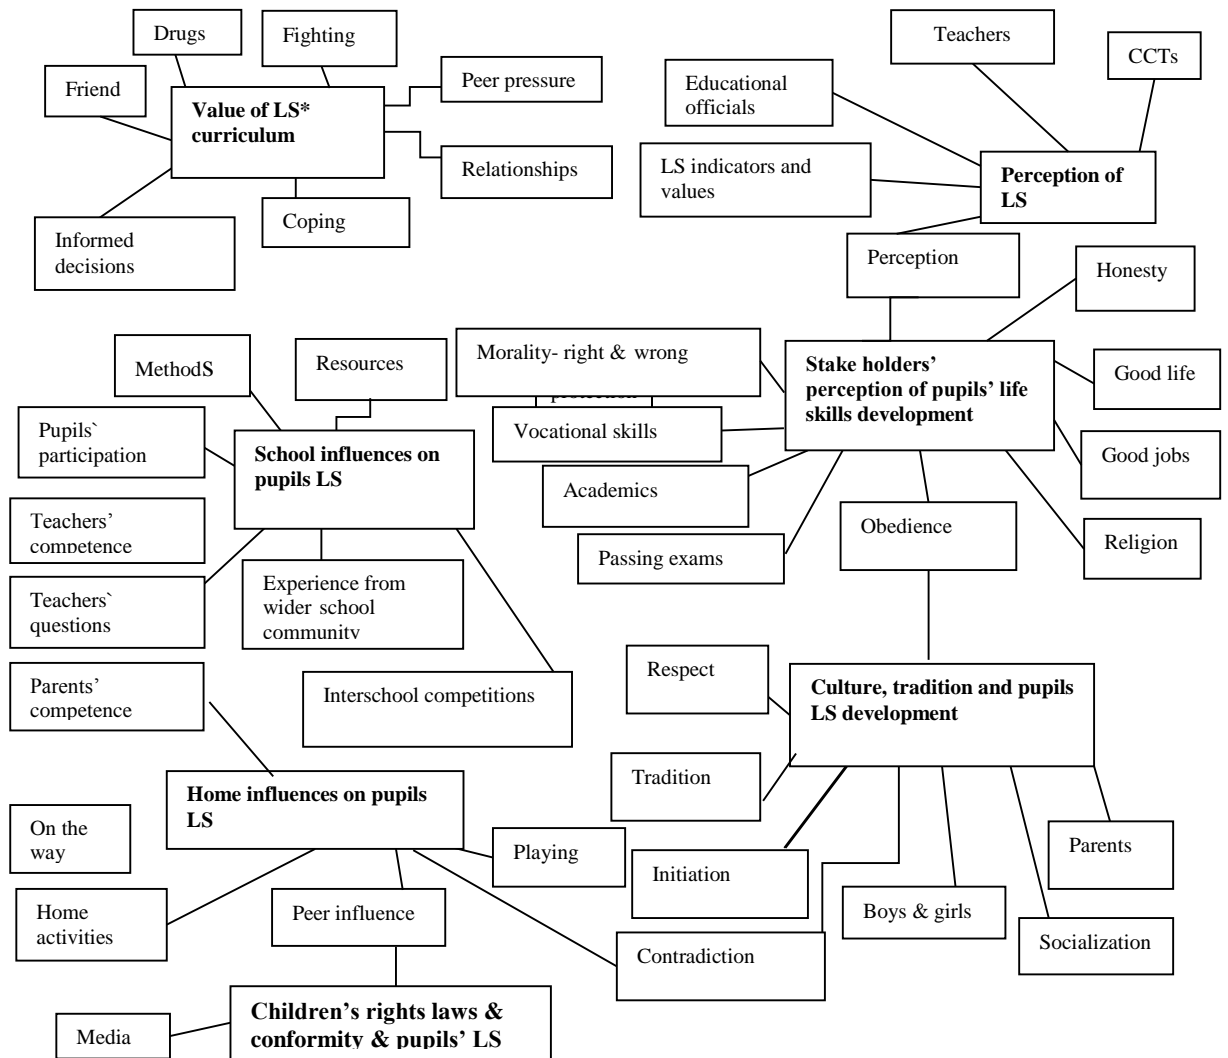 Drugs
Fighting
Teachers
CCTs
Peer pressure
Educational
officials
Friend
Value of LS*
curriculum
Relationships
LS indicators and
values
Perception of
LS
Coping
Informed
decisions
Perception
Honesty
MethodS
Resources
Morality- right & wrong
protection
Stake holders’
perception of pupils’ life
skills development
Good life
Pupils`
participation
School influences on
pupils LS
Vocational skills
Good jobs
Academics
Teachers’
competence
Obedience
Religion
Passing exams
Experience from
wider school
community
Teachers`
questions
Respect
Parents’
competence
Interschool competitions
Culture, tradition and pupils
LS development
Tradition
Home influences on pupils
LS
On the
way
Playing
Parents
Initiation
Home
activities
Peer influence
Boys & girls
Socialization
Contradiction
Children’s rights laws &
conformity & pupils’ LS
Media